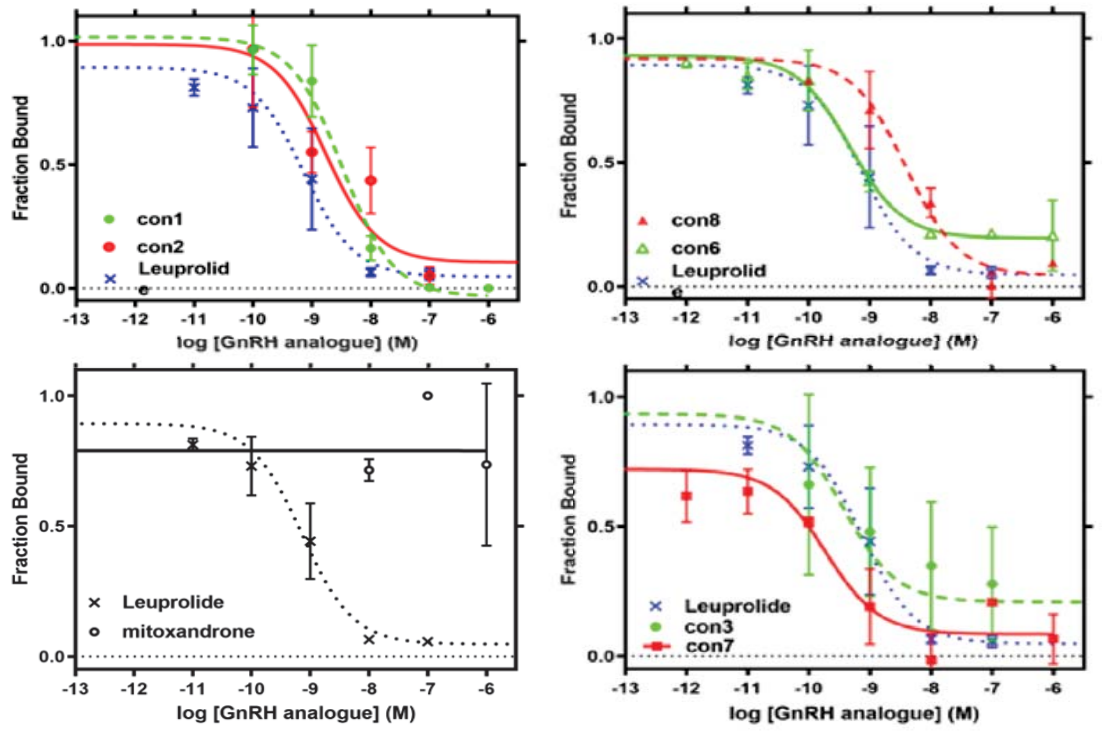 1.0
Fraction Bound
0.5
0.0
con1
con2
Leuprolid
e
-13 -12 -11 -10 -9 -8 -7 -6
log [GnRH analogue] (M)
1.0
Fraction Bound
0.5
0.0
con8
con6
Leuprolid
e
-13 -12 -11 -10 -9 -8 -7 -6
log [GnRH analogue] (M)
1.0
Fraction Bound
0.5
0.0
Leuprolide
mitoxandrone
-13 -12 -11 -10 -9 -8 -7 -6
log [GnRH analogue] (M)
1.0
Fraction Bound
0.5
0.0
Leuprolide
con3
con7
-13 -12 -11 -10 -9 -8 -7 -6
log [GnRH analogue] (M)